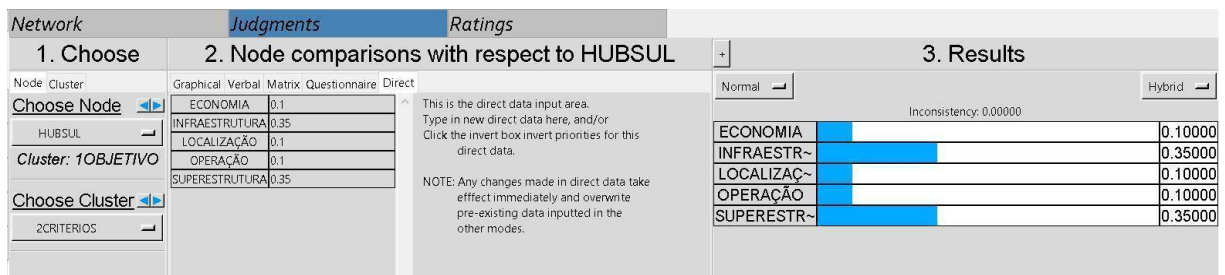 Network Judgments Ratings
1. Choose
Node Cluster
Choose Node
HUBSUL
Cluster: 1OBJETIVO
Choose Cluster
2CRITERIOS
2. Node comparisons with respect to HUBSUL
Graphical Verbal Matrix Questionnaire Direct
ECONOMIA 0.1
INFRAESTRUTURA 0.35
LOCALIZAÇÃO 0.1
OPERAÇÃO 0.1
SUPERESTRUTURA 0.35
This is the direct data input area.
Type in new direct data here, and/or
Click the invert box invert priorities for this
direct data.
NOTE: Any changes made in direct data take
efffect immediately and overwrite
pre-existing data inputted in the
other modes.
+ 3. Results
Normal Hybrid
Inconsistency: 0.00000
ECONOMIA 0.10000
INFRAESTR~ 0.35000
LOCALIZAÇ~ 0.10000
OPERAÇÃO 0.10000
SUPERESTR~ 0.35000